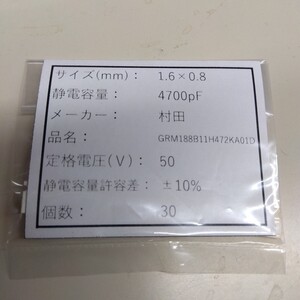 サイズ(mm): 1.6×0.8
静電容量: 4700pF
メーカー: 村田
品名: GRM188B11H472KA01D
定格電圧(V): 50
静電容量許容差: ±10%
個数: 30